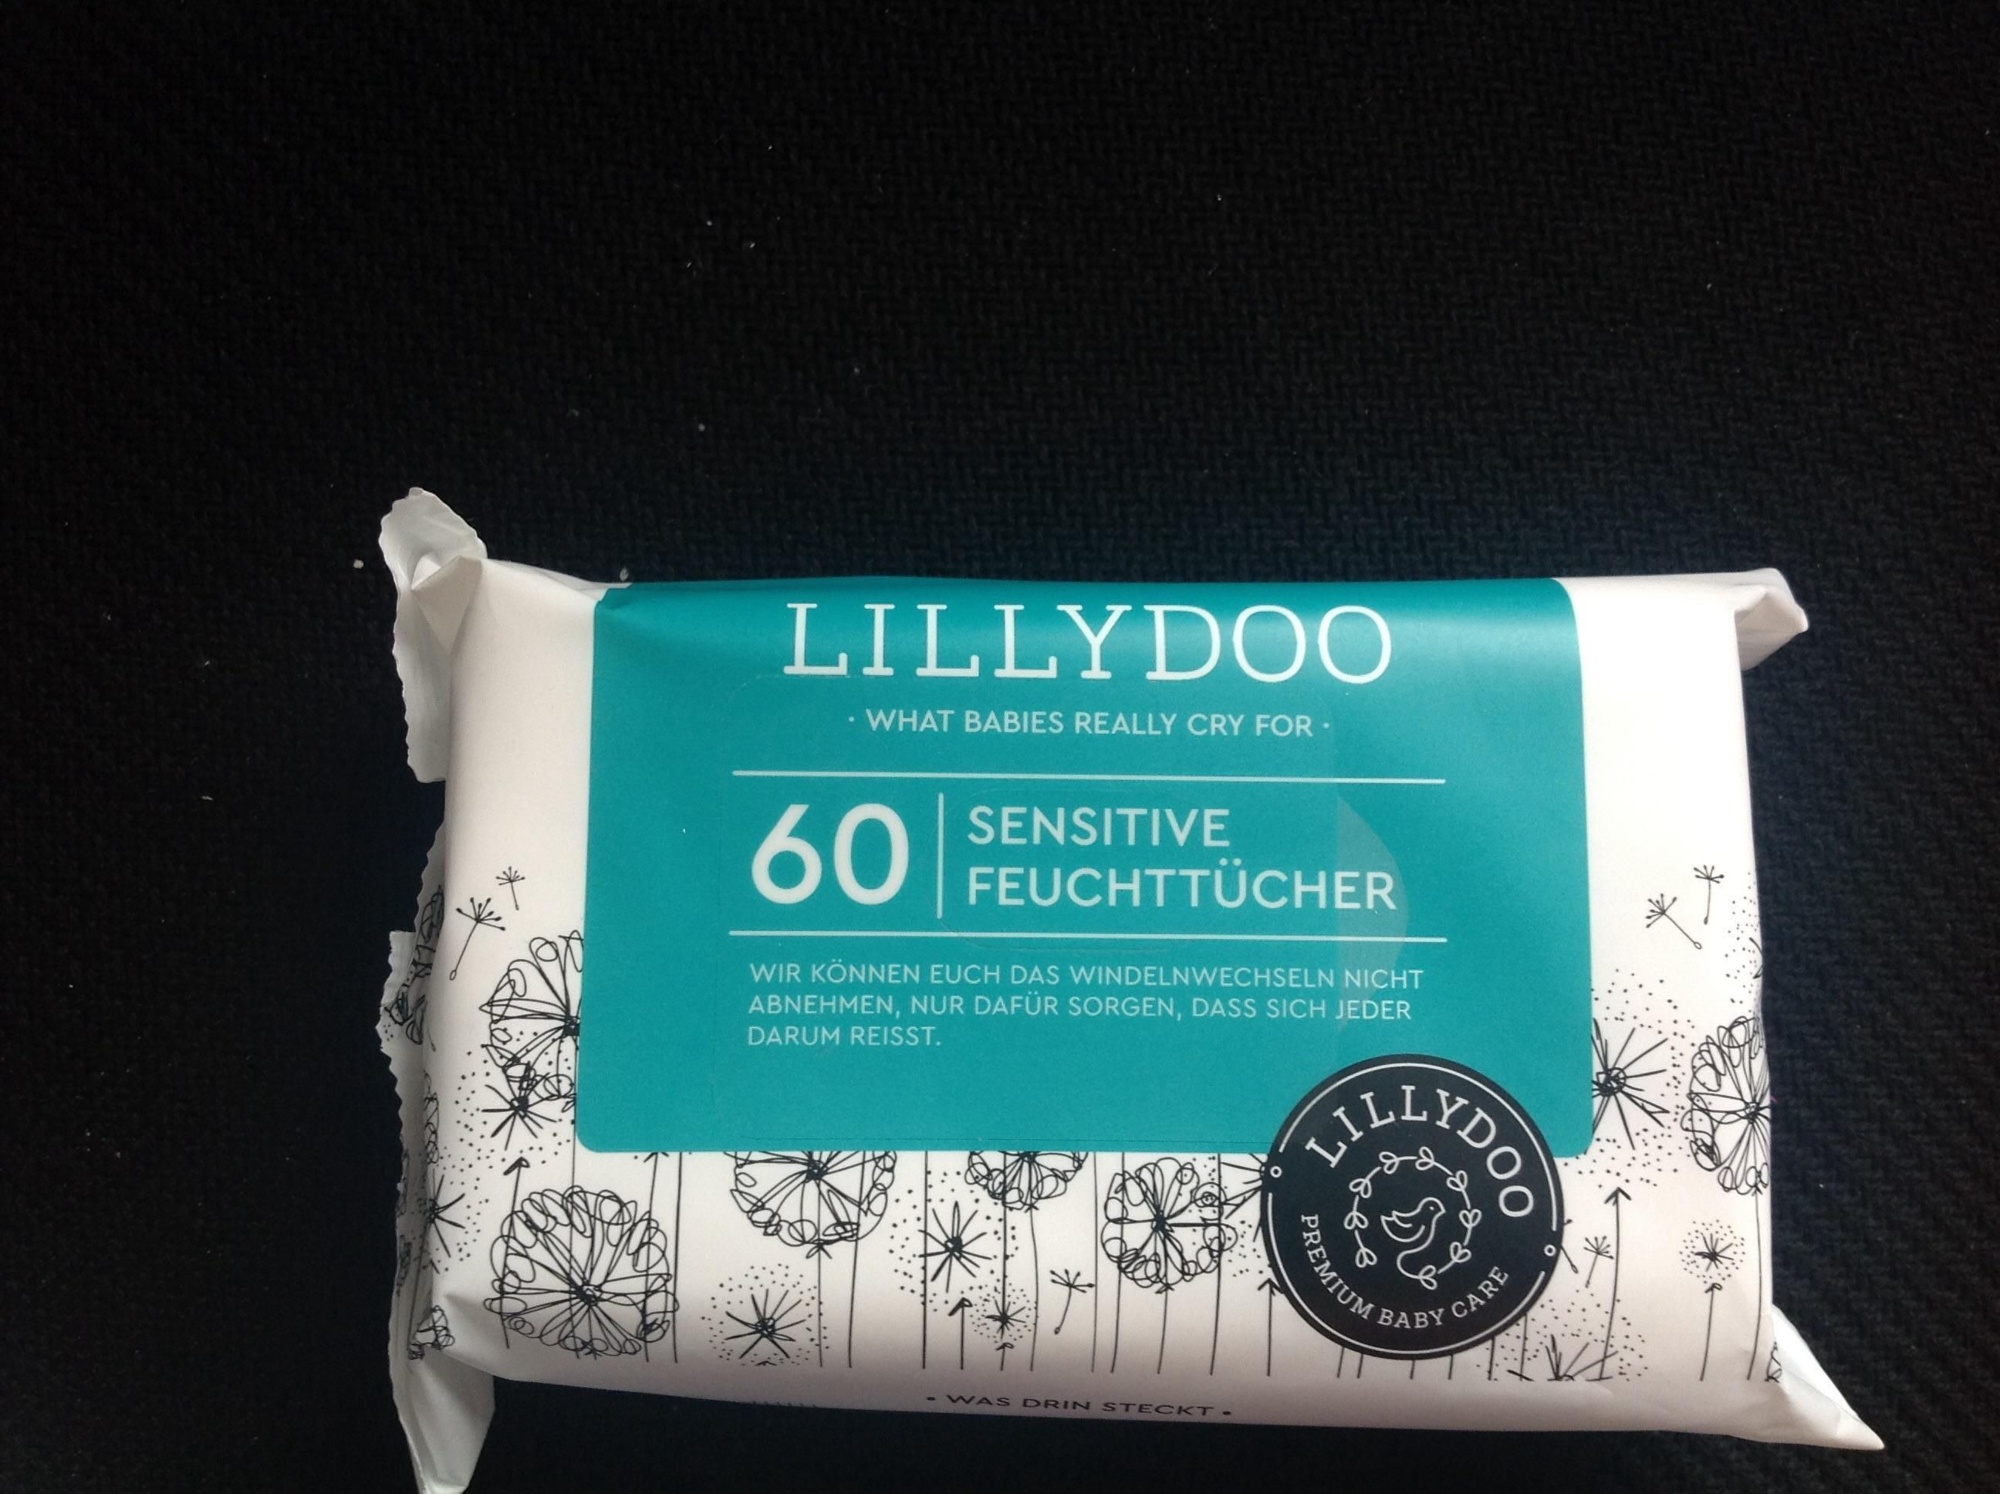 LILLYDOO
· WHAT BABIES REALLY CRY FOR ·
60
SENSITIVE
FEUCHTTÜCHER
WIR KÖNNEN EUCH DAS WINDELNWECHSELN NICHT
ABNEHMEN, NUR DAFÜR SORGEN, DASS SICH JEDER
DARUM REISST.
LILLYDOO
PREMIUM BABY CARE
• WAS DRIN STECKT •